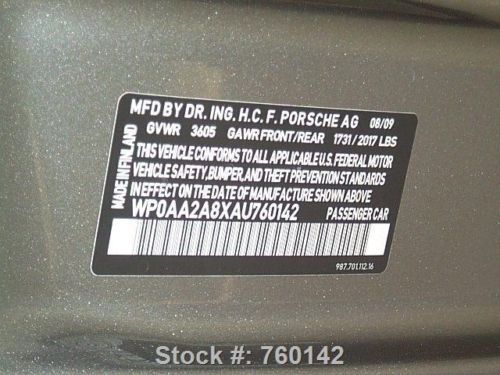 MFD BY DR. ING. H.C. F. PORSCHE AG 08/09
GVWR 3605 GAWR FRONT/REAR 1731/2017 LBS
THIS VEHICLE CONFORMS TO ALL APPLICABLE U.S. FEDERAL MOTOR
VEHICLE SAFETY, BUMPER, AND THEFT PREVENTION STANDARDS
IN EFFECT ON THE DATE OF MANUFACTURE SHOWN ABOVE
WP0AA2A8XAU760142 PASSENGER CAR
MADE IN FINLAND
987.701.112.16
Stock #: 760142